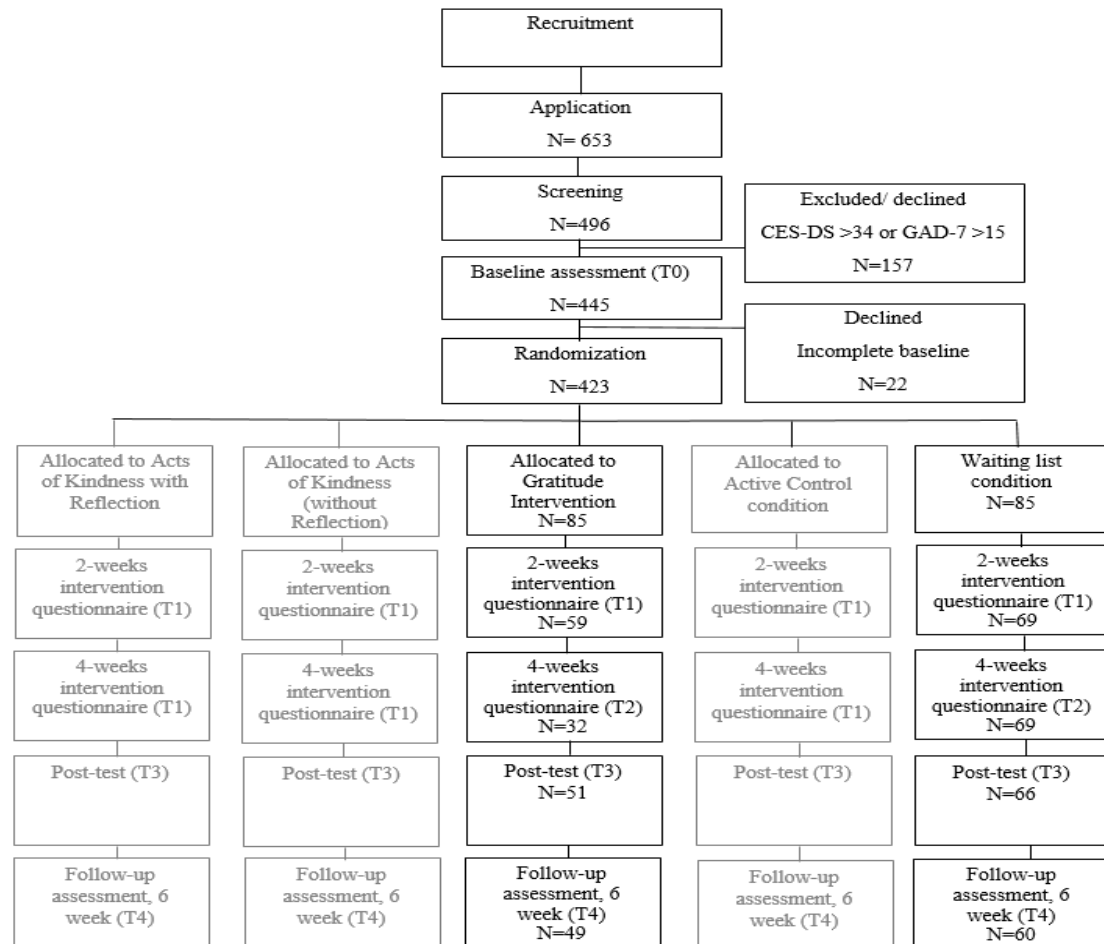 Recruitment
Application
N= 653
Screening
N=496
Excluded/ declined
CES-DS >34 or GAD-7 >15
N=157
Baseline assessment (T0)
N=445
Declined
Incomplete baseline
N=22
Randomization
N=423
Allocated to Acts
of Kindness with
Reflection
Allocated to Acts
of Kindness
(without
Reflection)
Allocated to
Gratitude
Intervention
N=85
Allocated to
Active Control
condition
Waiting list
condition
N=85
2-weeks
intervention
questionnaire (T1)
2-weeks
intervention
questionnaire (T1)
2-weeks
intervention
questionnaire (T1)
N=59
2-weeks
intervention
questionnaire (T1)
2-weeks
intervention
questionnaire (T1)
N=69
4-weeks
intervention
questionnaire (T1)
4-weeks
intervention
questionnaire (T1)
4-weeks
intervention
questionnaire (T2)
N=32
4-weeks
intervention
questionnaire (T1)
4-weeks
intervention
questionnaire (T2)
N=69
Post-test (T3)
Post-test (T3)
Post-test (T3)
N=51
Post-test (T3)
Post-test (T3)
N=66
Follow-up
assessment, 6
week (T4)
Follow-up
assessment, 6
week (T4)
Follow-up
assessment, 6
week (T4)
N=49
Follow-up
assessment, 6
week (T4)
Follow-up
assessment, 6
week (T4)
N=60